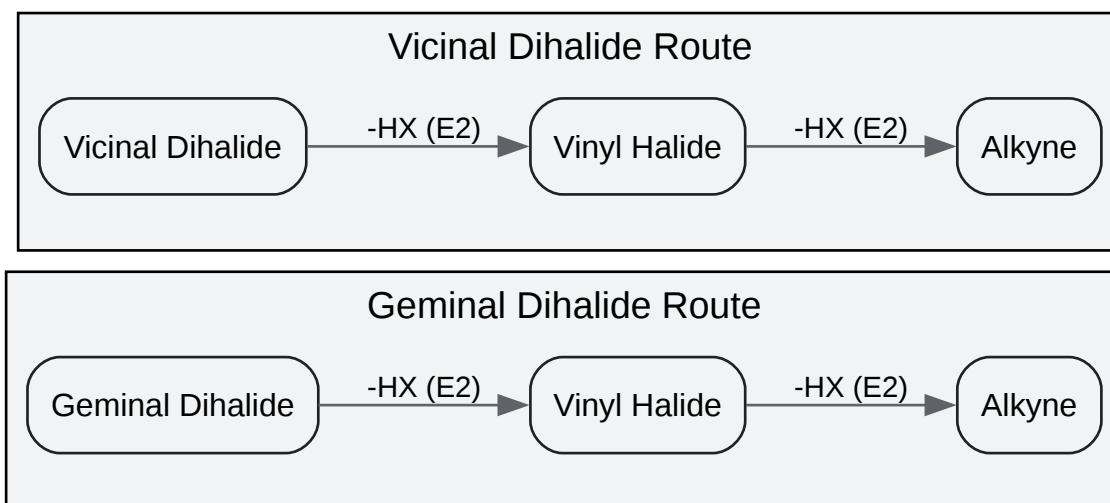 Vicinal Dihalide Route
Vicinal Dihalide
-HX (E2)
Vinyl Halide
-HX (E2)
Alkyne
Geminal Dihalide Route
Geminal Dihalide
-HX (E2)
Vinyl Halide
-HX (E2)
Alkyne